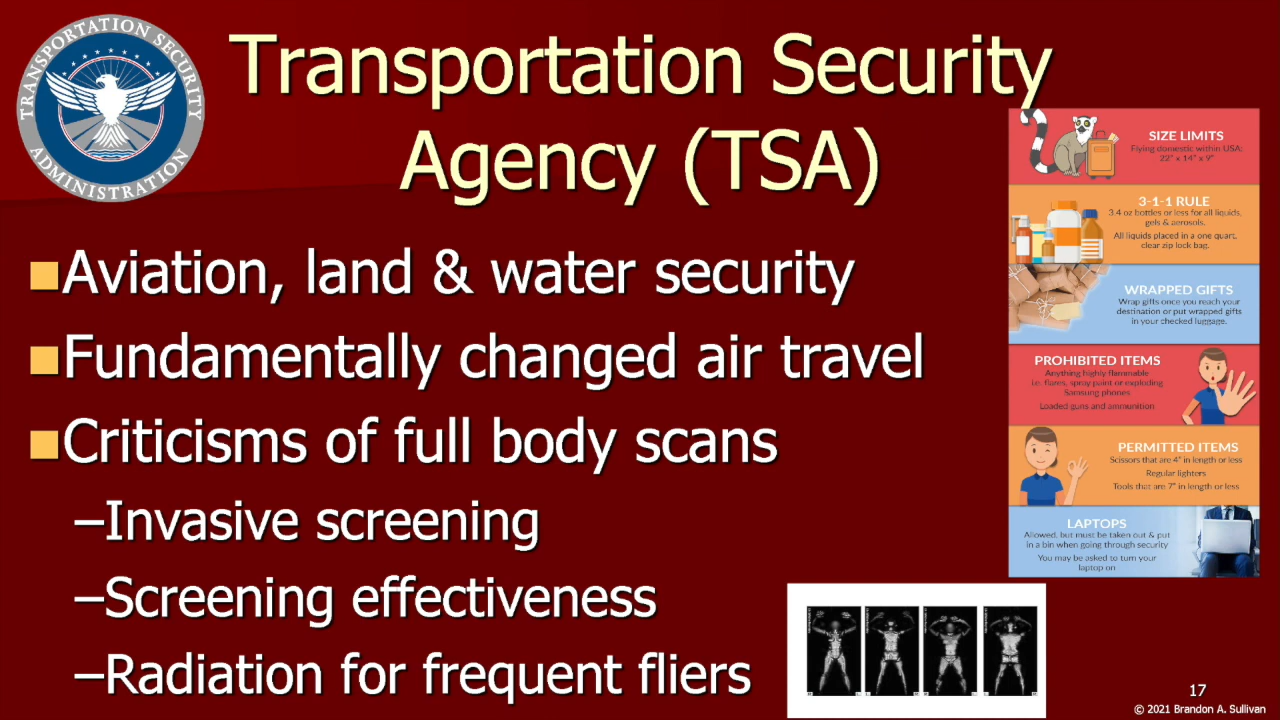 TRANSPORTATION SECURITY
ADMINISTRATION
Transportation Security
Agency (TSA)
■Aviation, land & water security
■Fundamentally changed air travel
■Criticisms of full body scans
–Invasive screening
–Screening effectiveness
–Radiation for frequent fliers
SIZE LIMITS
Flying domestic within USA:
22" x 14" x 9"
3-1-1 RULE
3.4 oz bottles or less for all liquids,
gels & aerosols.
All liquids placed in a one quart,
clear zip lock bag.
WRAPPED GIFTS
Wrap gifts once you reach your
destination or put wrapped gifts
in your checked luggage.
PROHIBITED ITEMS
Anything highly flammable
i.e. flares, spray paint or exploding
Samsung phones
Loaded guns and ammunition
PERMITTED ITEMS
Scissors that are 4" in length or less
Regular lighters
Tools that are 7" in length or less
LAPTOPS
Allowed, but must be taken out & put
in a bin when going through security
You may be asked to turn your
laptop on
17
© 2021 Brandon A. Sullivan